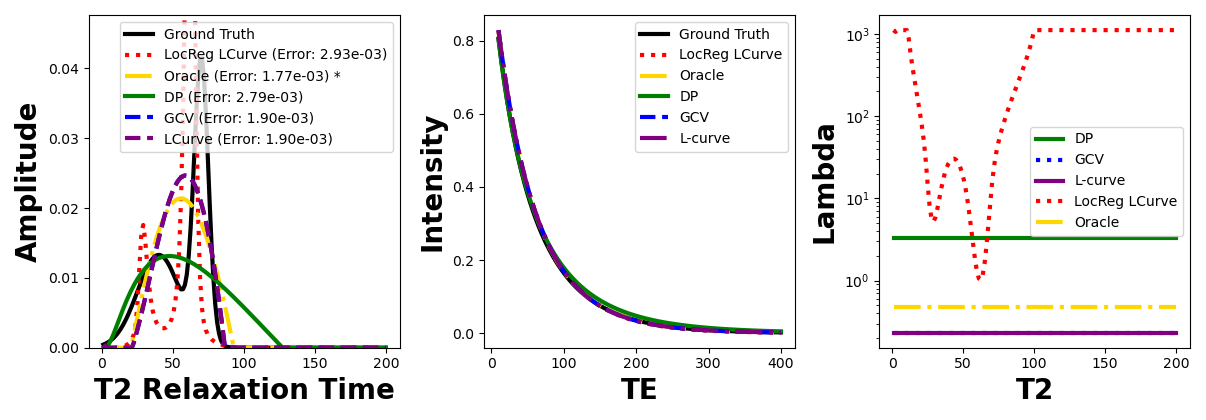 Amplitude
0.04
0.03
0.02
0.01
0.00
Ground Truth
LocReg LCurve (Error: 2.93e-03)
Oracle (Error: 1.77e-03) *
DP (Error: 2.79e-03)
GCV (Error: 1.90e-03)
LCurve (Error: 1.90e-03)
0 50 100 150 200
T2 Relaxation Time
Intensity
0.8
0.6
0.4
0.2
0.0
Ground Truth
LocReg LCurve
Oracle
DP
GCV
L-curve
0 100 200 300 400
TE
Lambda
10³
10²
10¹
10⁰
DP
GCV
L-curve
LocReg LCurve
Oracle
0 50 100 150 200
T2